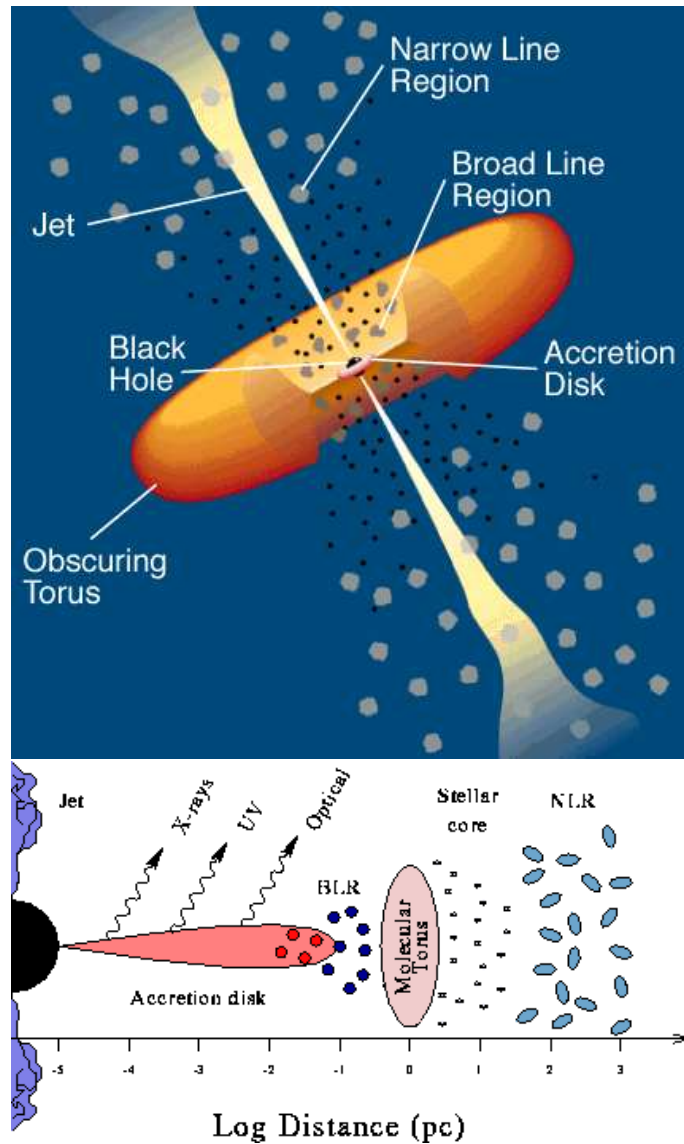 Narrow Line
Region
Broad Line
Region
Jet
Black
Hole
Accretion
Disk
Obscuring
Torus
Jet
X-rays
UV
Optical
Stellar
core
NLR
BLR
Molecular
Torus
Accretion disk
-5 -4 -3 -2 -1 0 1 2 3
Log Distance (pc)